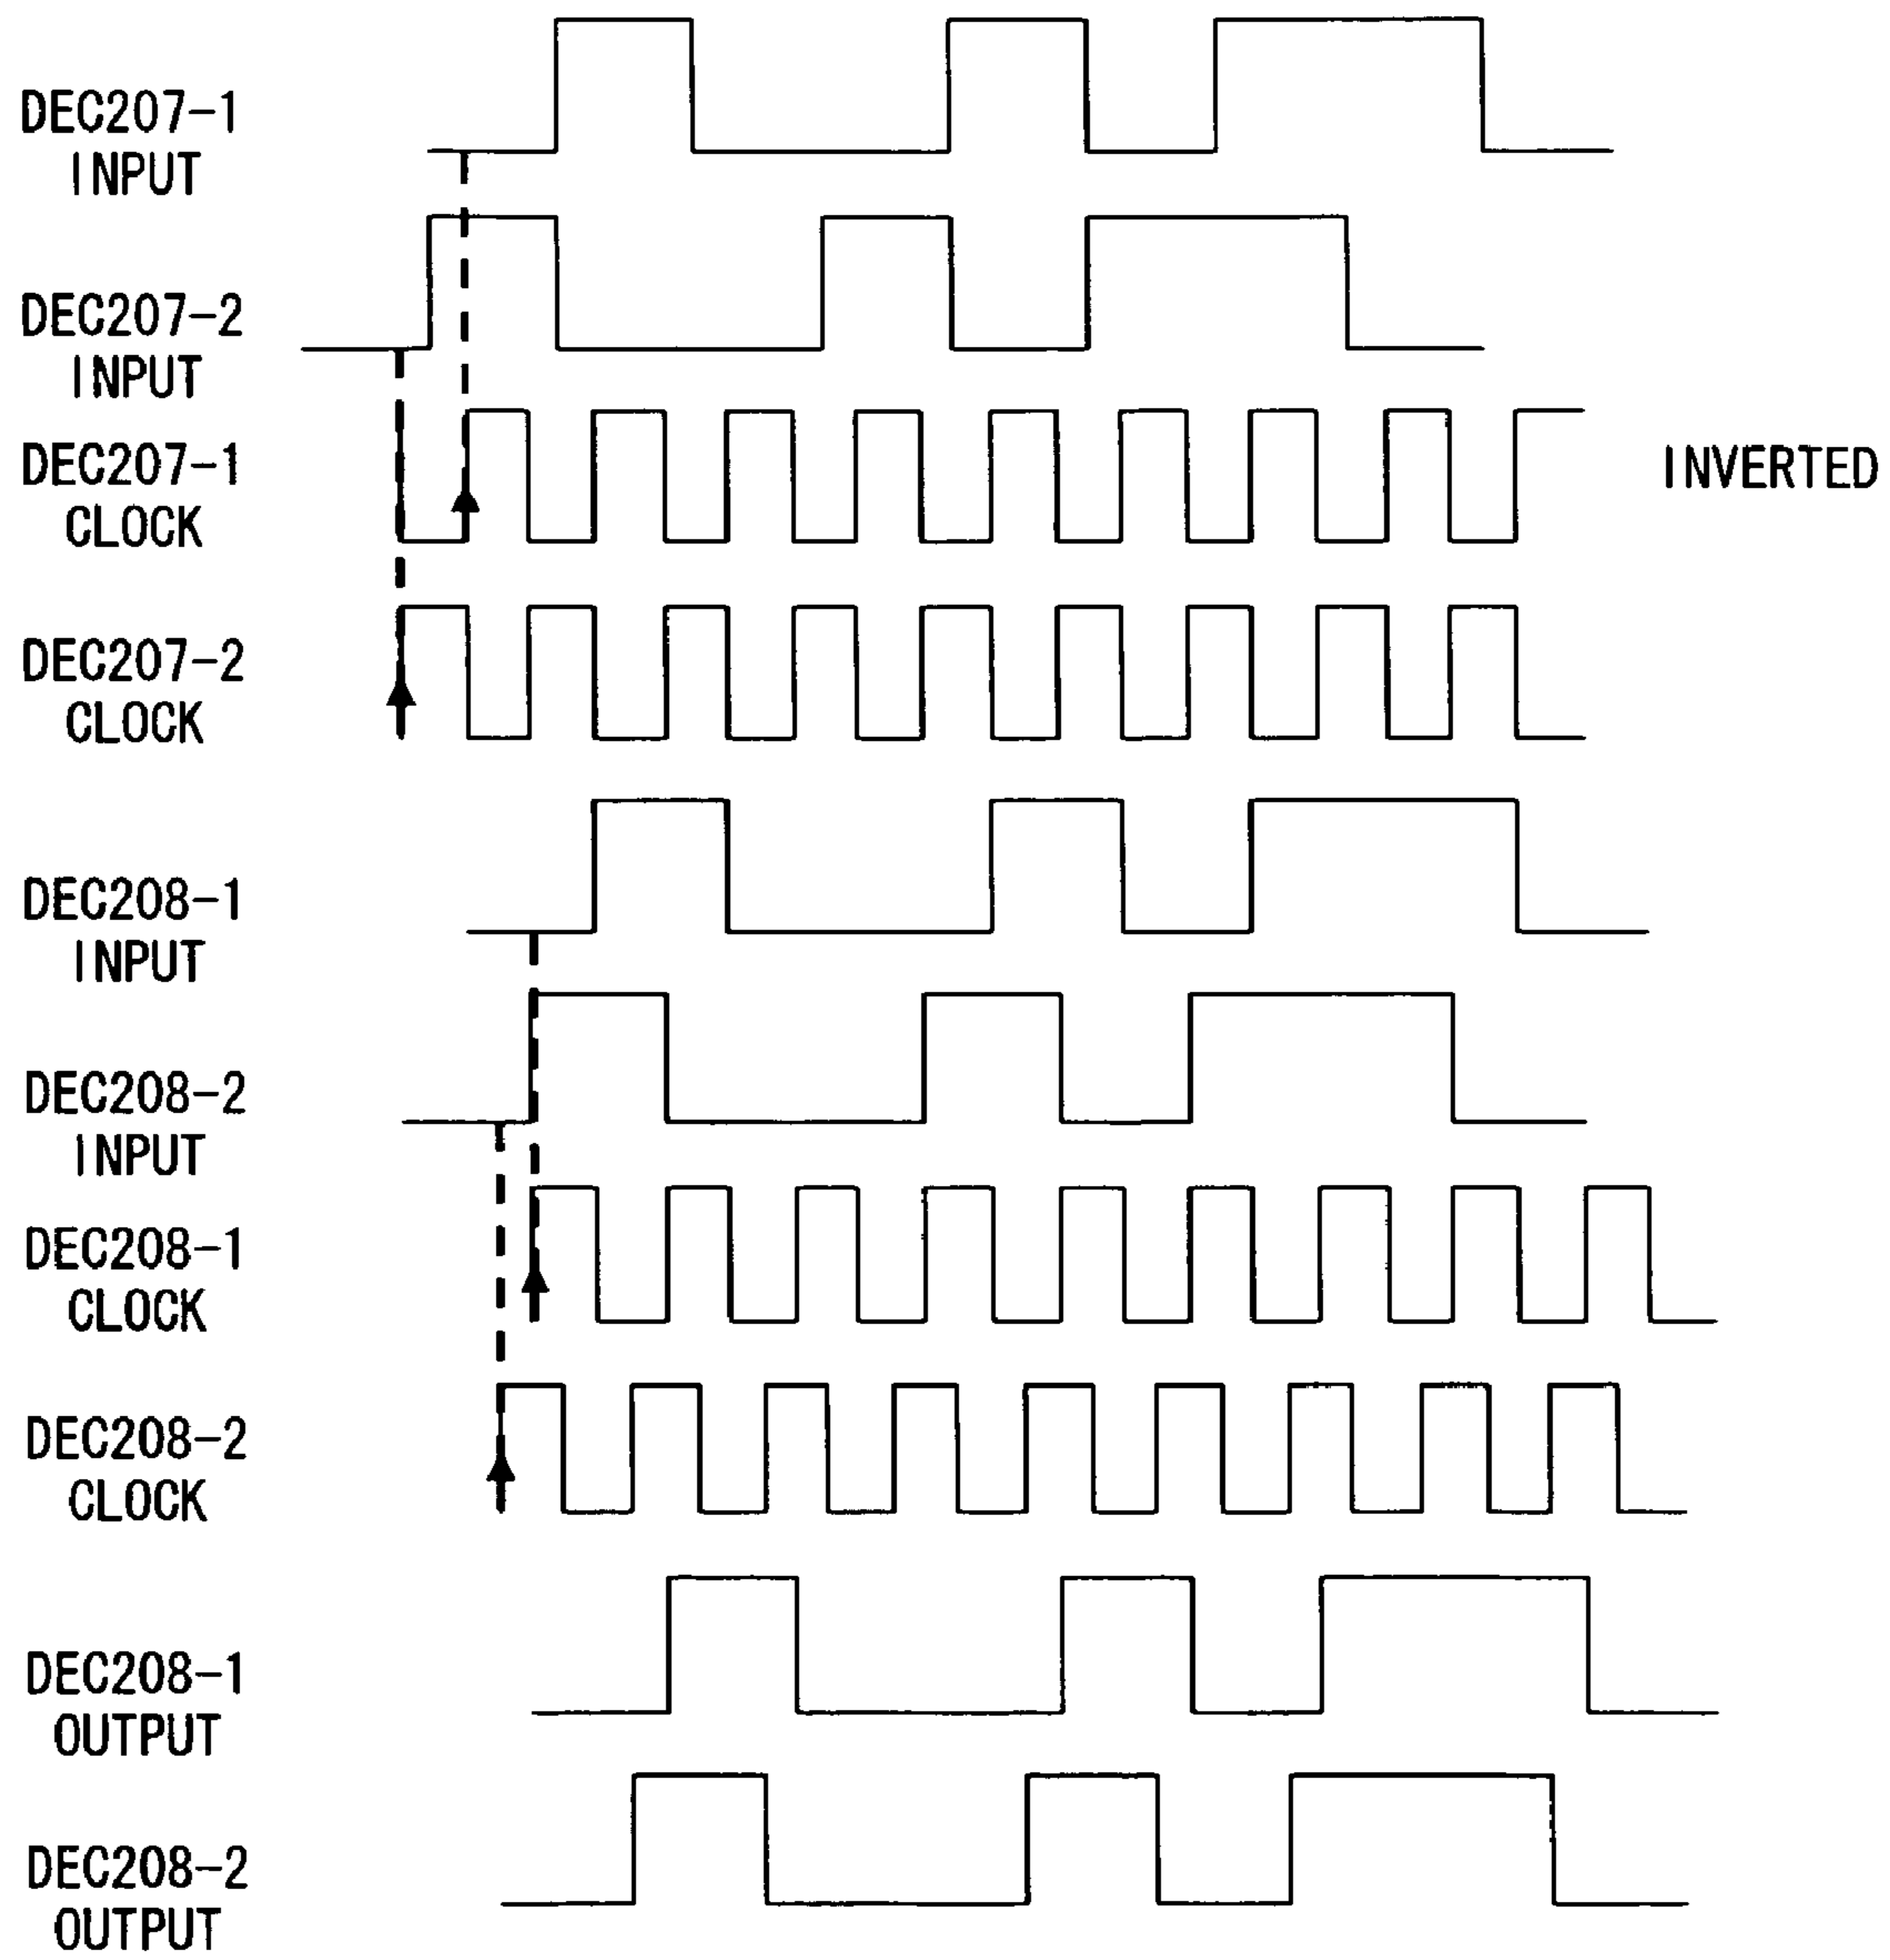 DEC207-1
INPUT
DEC207-2
INPUT
DEC207-1
CLOCK
INVERTED
DEC207-2
CLOCK
DEC208-1
INPUT
DEC208-2
INPUT
DEC208-1
CLOCK
DEC208-2
CLOCK
DEC208-1
OUTPUT
DEC208-2
OUTPUT